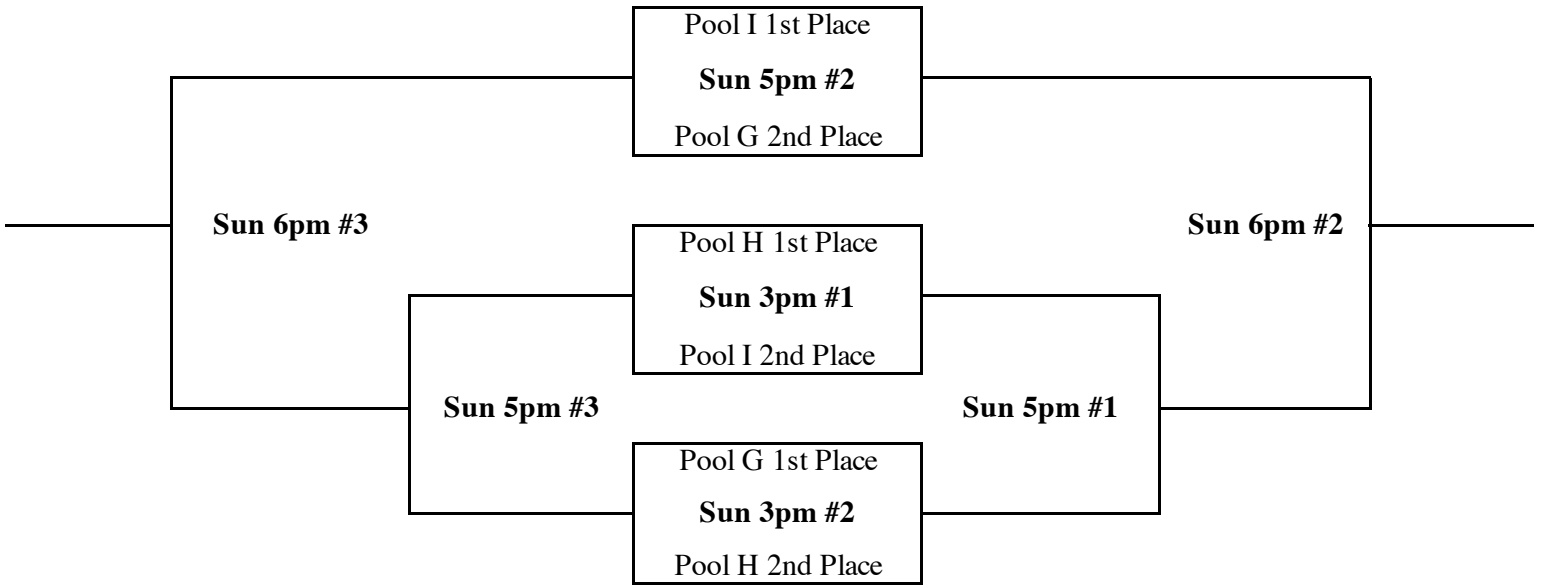 Pool I 1st Place
Sun 5pm #2
Pool G 2nd Place
Sun 6pm #3
Sun 6pm #2
Pool H 1st Place
Sun 3pm #1
Pool I 2nd Place
Sun 5pm #3
Sun 5pm #1
Pool G 1st Place
Sun 3pm #2
Pool H 2nd Place